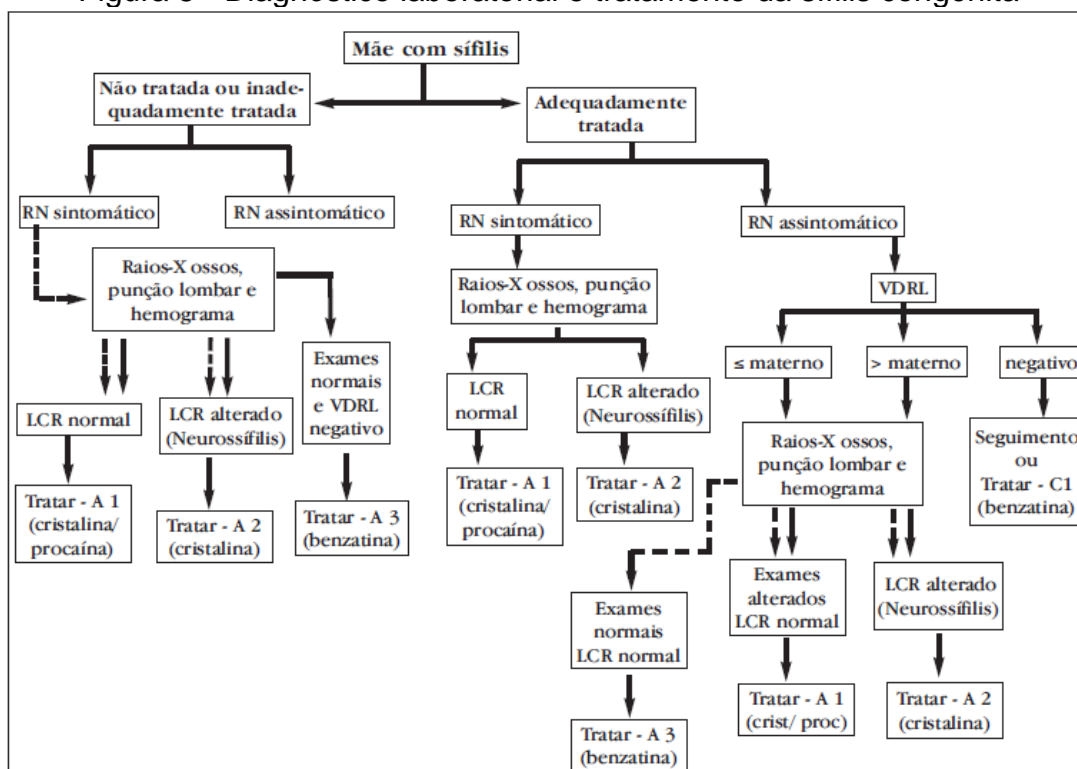 Figura 3 - Diagnóstico laboratorial e tratamento da sífilis congênita
Mãe com sífilis
Não tratada ou inade-
quadamente tratada
Adequadamente
tratada
RN sintomático
RN assintomático
RN sintomático
RN assintomático
Raios-X ossos,
punção lombar e
hemograma
Raios-X ossos, punção
lombar e hemograma
VDRL
≤ materno
> materno
negativo
Exames
normais
e VDRL
negativo
LCR normal
LCR alterado
(Neurossífilis)
LCR
normal
LCR alterado
(Neurossífilis)
Raios-X ossos,
punção lombar e
hemograma
Seguimento
ou
Tratar - C1
(benzatina)
Tratar - A 1
(cristalina/
procaína)
Tratar - A 2
(cristalina)
Tratar - A 3
(benzatina)
Tratar - A 1
(cristalina/
procaína)
Tratar - A 2
(cristalina)
Exames
normais
LCR normal
Exames
alterados
LCR normal
LCR alterado
(Neurossífilis)
Tratar - A 3
(benzatina)
Tratar - A 1
(crist/ proc)
Tratar - A 2
(cristalina)